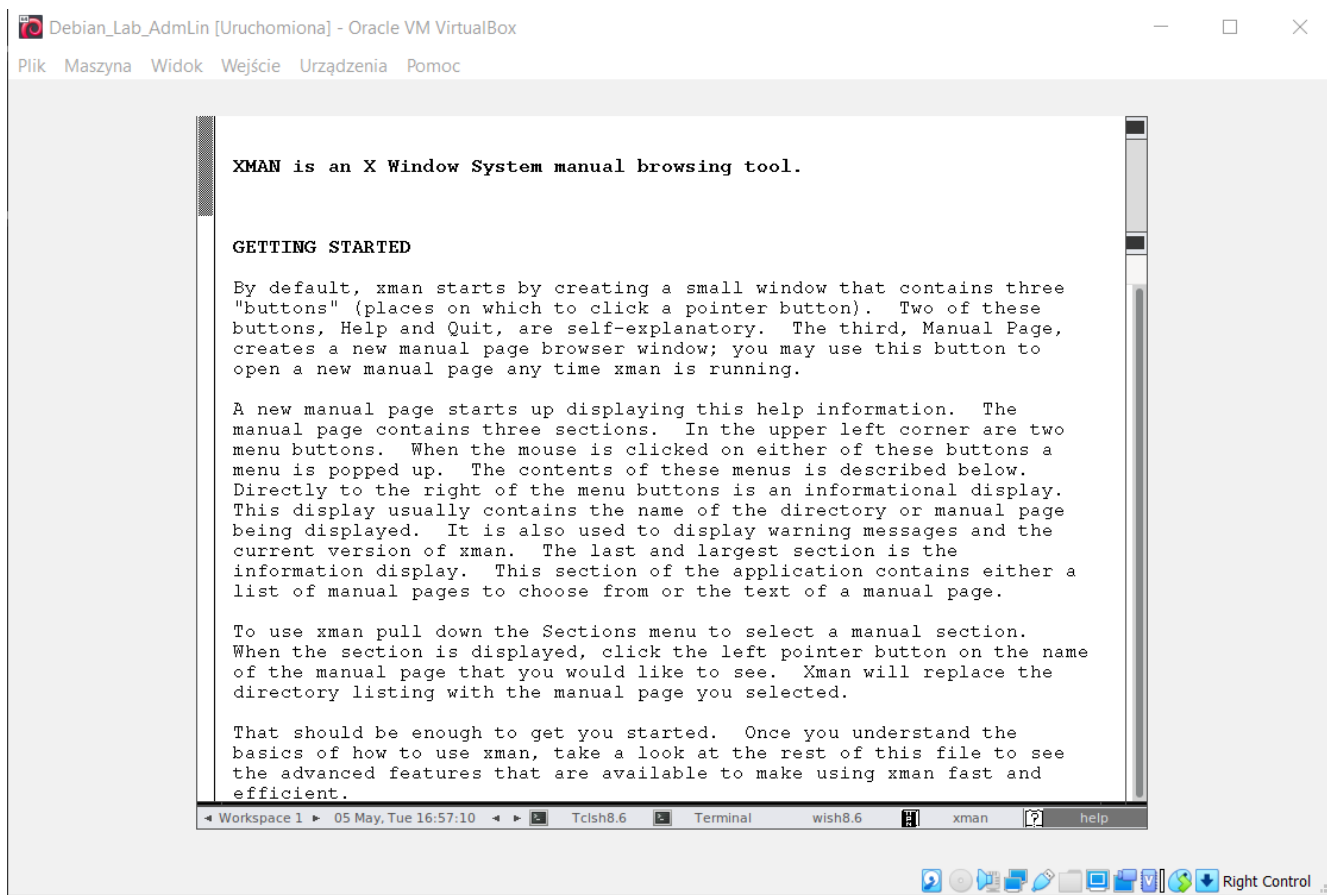 Debian_Lab_AdmLin [Uruchomiona] - Oracle VM VirtualBox
Plik Maszyna Widok Wejście Urządzenia Pomoc
XMAN is an X Window System manual browsing tool.
GETTING STARTED
By default, xman starts by creating a small window that contains three
"buttons" (places on which to click a pointer button).  Two of these
buttons, Help and Quit, are self-explanatory.  The third, Manual Page,
creates a new manual page browser window; you may use this button to
open a new manual page any time xman is running.
A new manual page starts up displaying this help information.  The
manual page contains three sections.  In the upper left corner are two
menu buttons.  When the mouse is clicked on either of these buttons a
menu is popped up.  The contents of these menus is described below.
Directly to the right of the menu buttons is an informational display.
This display usually contains the name of the directory or manual page
being displayed.  It is also used to display warning messages and the
current version of xman.  The last and largest section is the
information display.  This section of the application contains either a
list of manual pages to choose from or the text of a manual page.
To use xman pull down the Sections menu to select a manual section.
When the section is displayed, click the left pointer button on the name
of the manual page that you would like to see.  Xman will replace the
directory listing with the manual page you selected.
That should be enough to get you started.  Once you understand the
basics of how to use xman, take a look at the rest of this file to see
the advanced features that are available to make using xman fast and
efficient.
Workspace 1 05 May, Tue 16:57:10 Tclsh8.6 Terminal wish8.6 xman help
Right Control